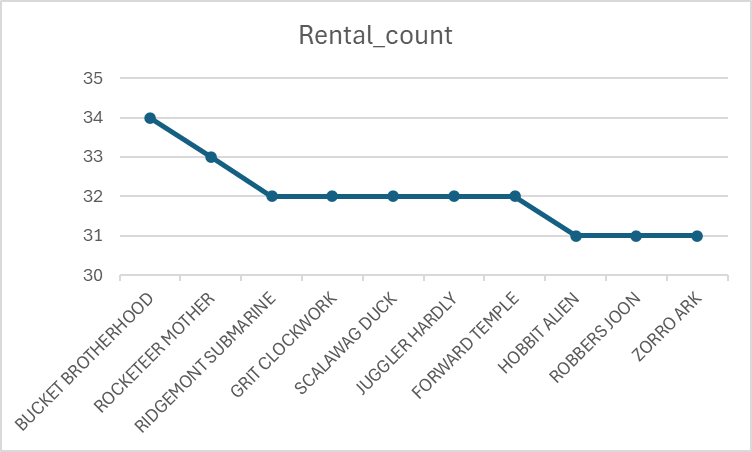 Rental_count
35
34
33
32
31
30
BUCKET BROTHERHOOD
ROCKETEER MOTHER
RIDGEMONT SUBMARINE
GRIT CLOCKWORK
SCALAWAG DUCK
JUGGLER HARDLY
FORWARD TEMPLE
HOBBIT ALIEN
ROBBERS JOON
ZORRO ARK